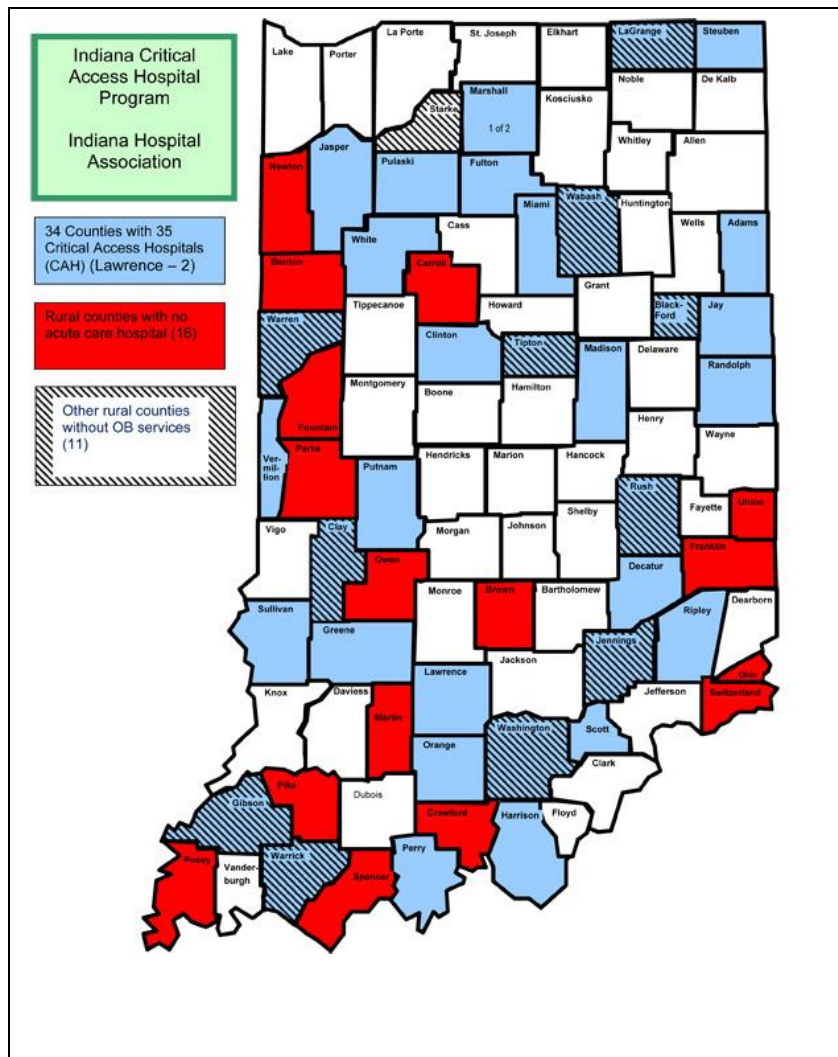 Indiana Critical
Access Hospital
Program
Indiana Hospital
Association
34 Counties with 35
Critical Access Hospitals
(CAH) (Lawrence – 2)
Rural counties with no
acute care hospital (16)
Other rural counties
without OB services
(11)
Lake
Porter
La Porte
St. Joseph
Elkhart
LaGrange
Steuben
Noble
De Kalb
Starke
Marshall
1 of 2
Kosciusko
Whitley
Allen
Newton
Jasper
Pulaski
Fulton
Miami
Wabash
Huntington
Wells
Adams
White
Cass
Benton
Carroll
Grant
Black-
Ford
Jay
Tippecanoe
Howard
Warren
Clinton
Tipton
Madison
Delaware
Randolph
Montgomery
Boone
Hamilton
Henry
Fountain
Wayne
Ver-
mil-
lion
Parke
Putnam
Hendricks
Marion
Hancock
Rush
Fayette
Union
Shelby
Vigo
Clay
Morgan
Johnson
Franklin
Owen
Decatur
Monroe
Brown
Bartholomew
Dearborn
Sullivan
Greene
Ripley
Jennings
Lawrence
Jackson
Ohio
Knox
Daviess
Martin
Jefferson
Switzerland
Orange
Washington
Scott
Clark
Pike
Dubois
Gibson
Crawford
Harrison
Floyd
Posey
Vander-
burgh
Warrick
Spencer
Perry